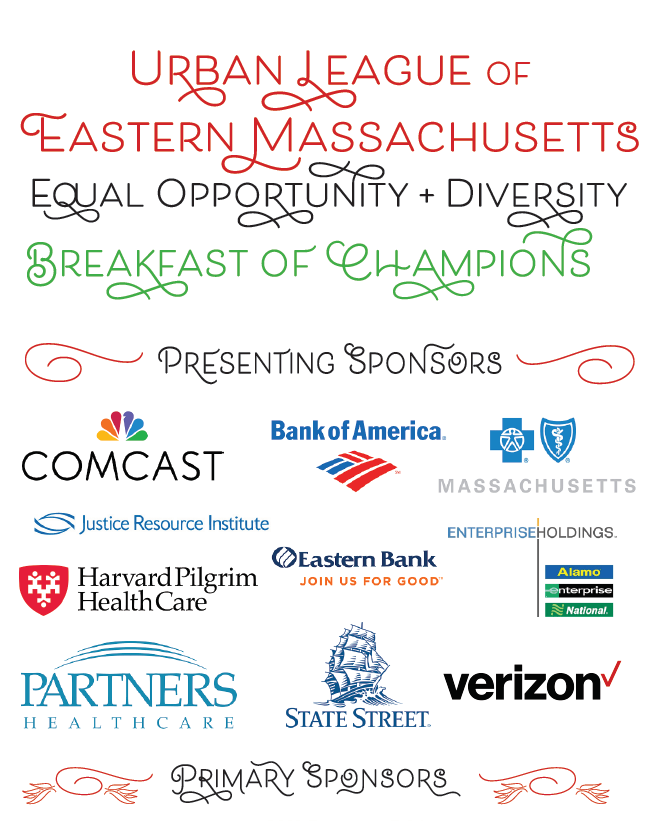 Urban League of
Eastern Massachusetts
Equal Opportunity + Diversity
Breakfast of Champions
Presenting Sponsors
COMCAST
Bank of America
MASSACHUSETTS
Justice Resource Institute
ENTERPRISEHOLDINGS.
Eastern Bank
JOIN US FOR GOOD™
Alamo
enterprise
National.
Harvard Pilgrim
Health Care
PARTNERS
HEALTHCARE
STATE STREET
verizon
Primary Sponsors